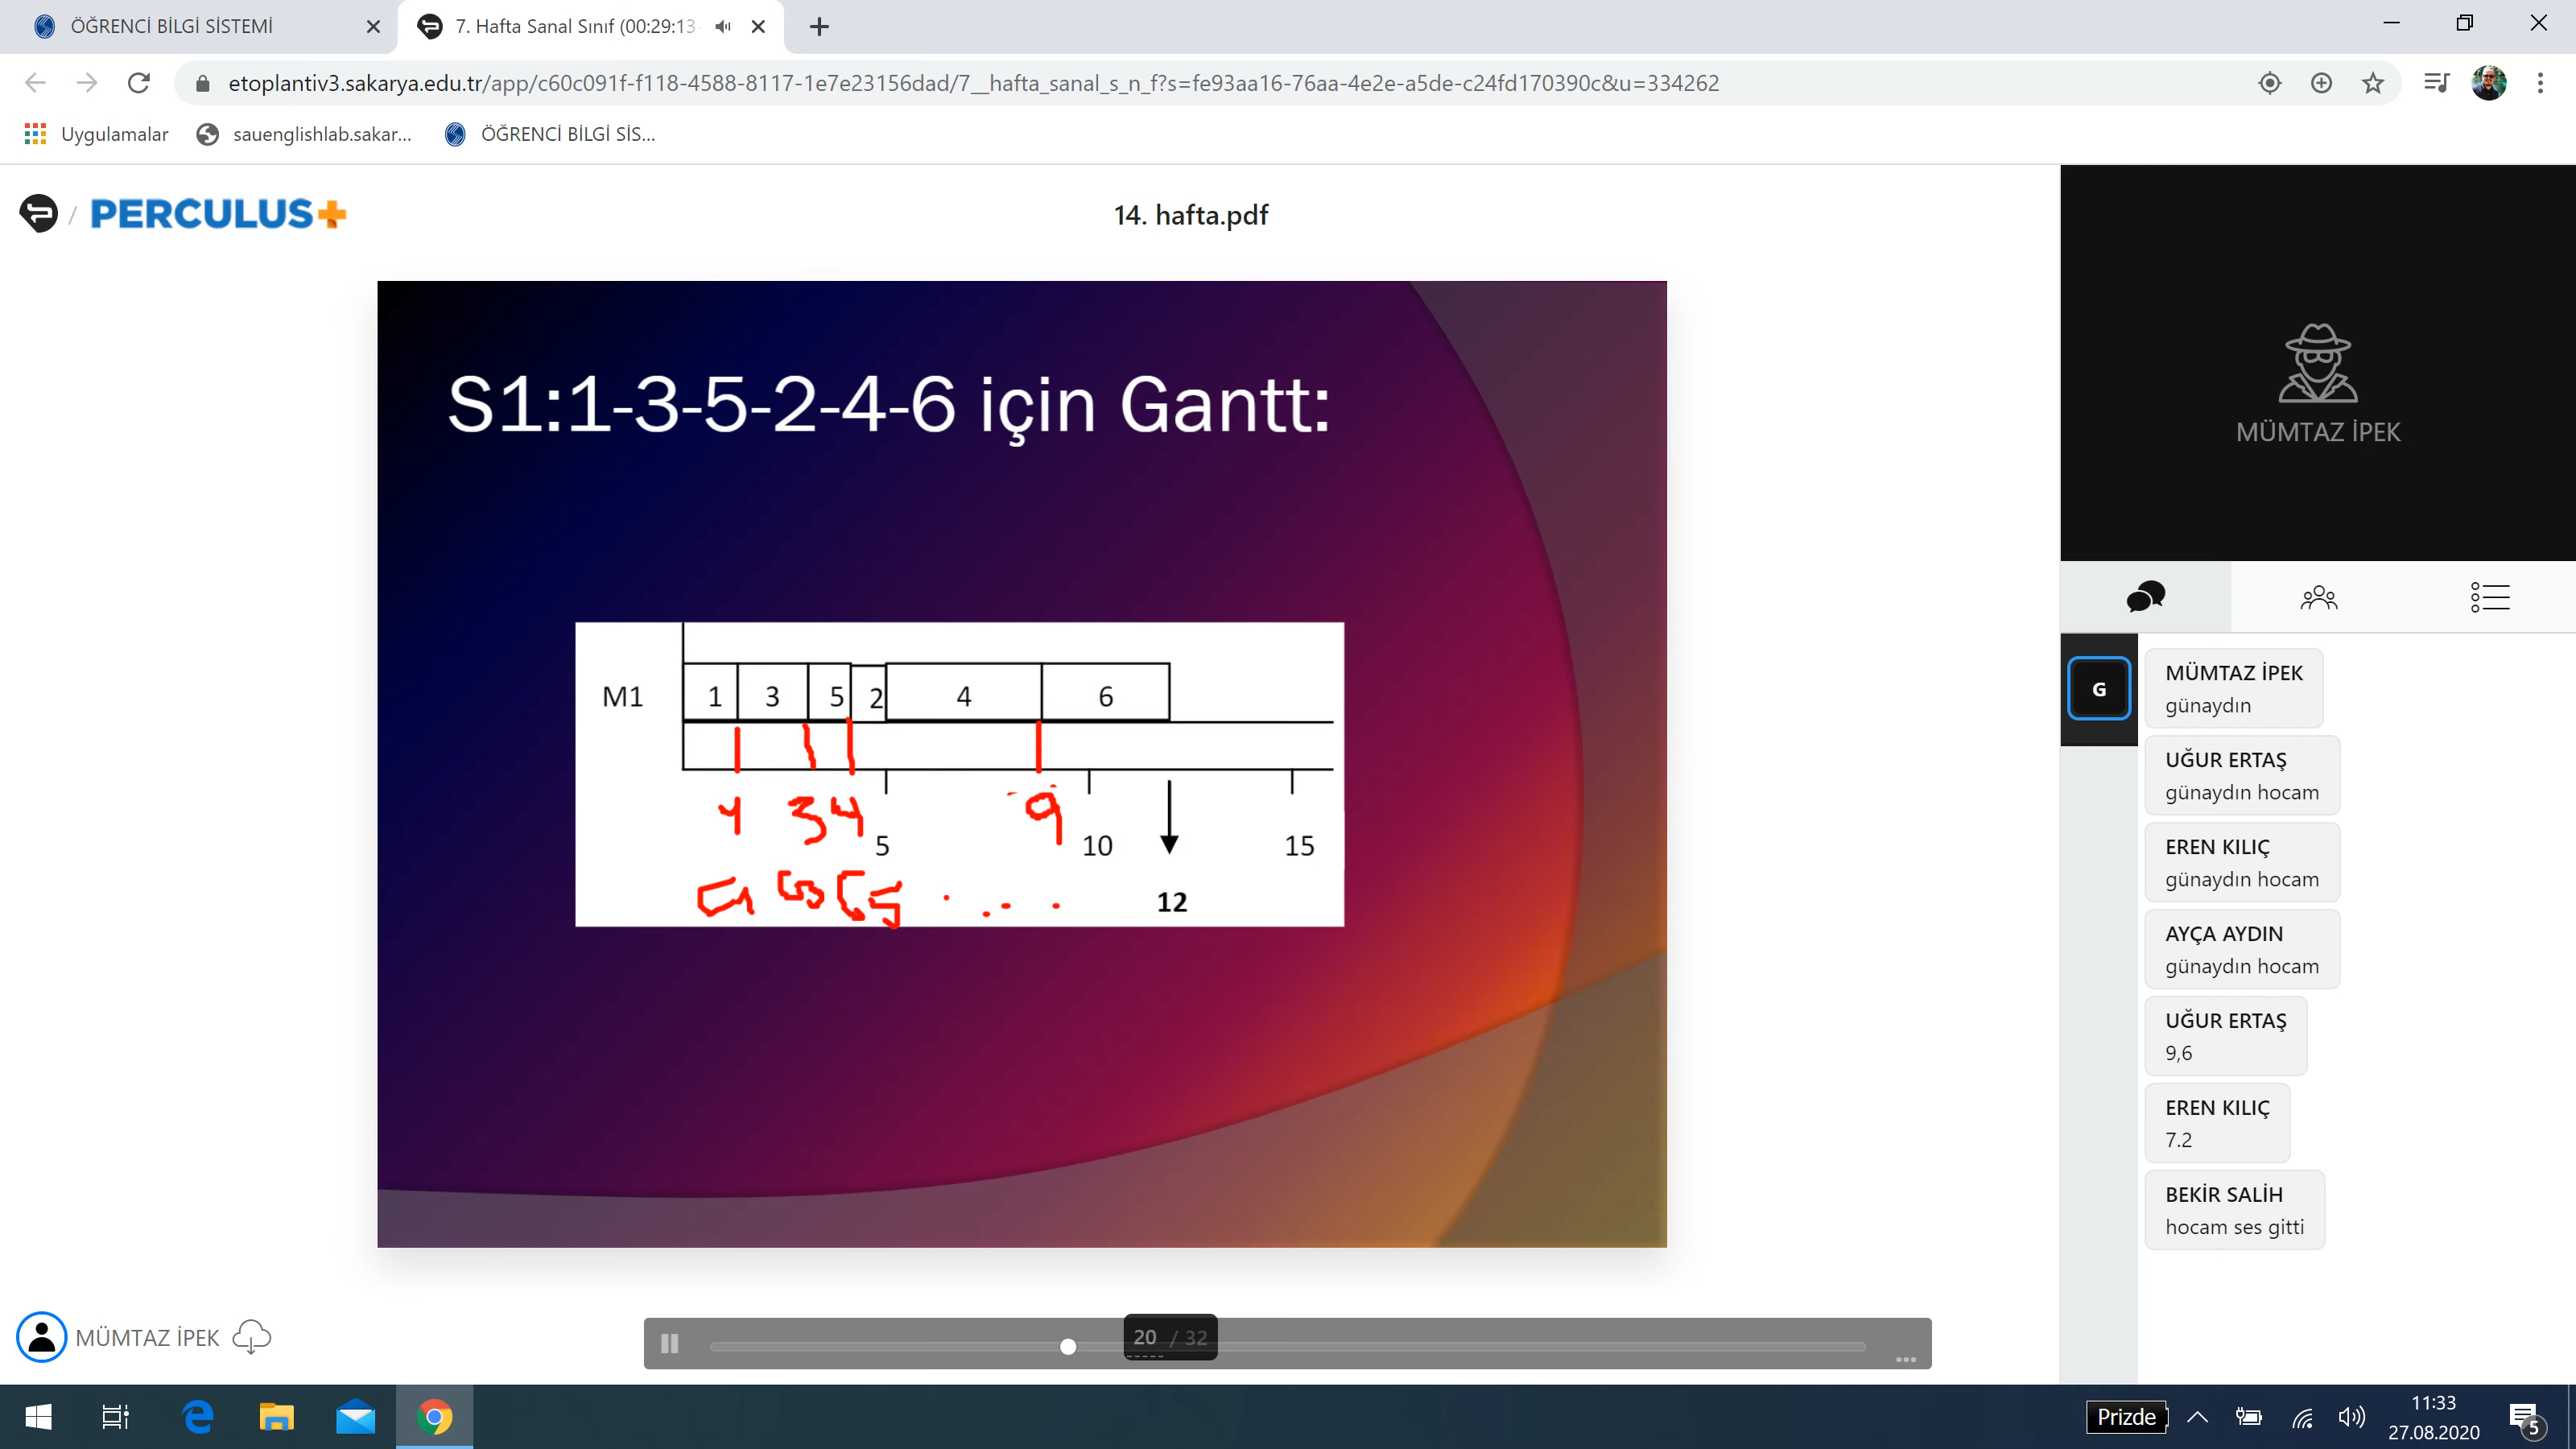 ÖĞRENCİ BİLGİ SİSTEMİ
7. Hafta Sanal Sınıf (00:29:13
etoplantiv3.sakarya.edu.tr/app/c60c091f-f118-4588-8117-1e7e23156dad/7__hafta_sanal_s_n_f?s=fe93aa16-76aa-4e2e-a5de-c24fd170390c&u=334262
Uygulamalar
sauenglishlab.sakar...
ÖĞRENCİ BİLGİ SİS...
/ PERCULUS+
14. hafta.pdf
S1:1-3-5-2-4-6 için Gantt:
M1 1 3 5 2 4 6
3 4 9
5 10 15
12
MÜMTAZ İPEK
G
MÜMTAZ İPEK
günaydın
UĞUR ERTAŞ
günaydın hocam
EREN KILIÇ
günaydın hocam
AYÇA AYDIN
günaydın hocam
UĞUR ERTAŞ
9,6
EREN KILIÇ
7.2
BEKİR SALİH
hocam ses gitti
MÜMTAZ İPEK
20 / 32
Prizde
11:33
27.08.2020
5